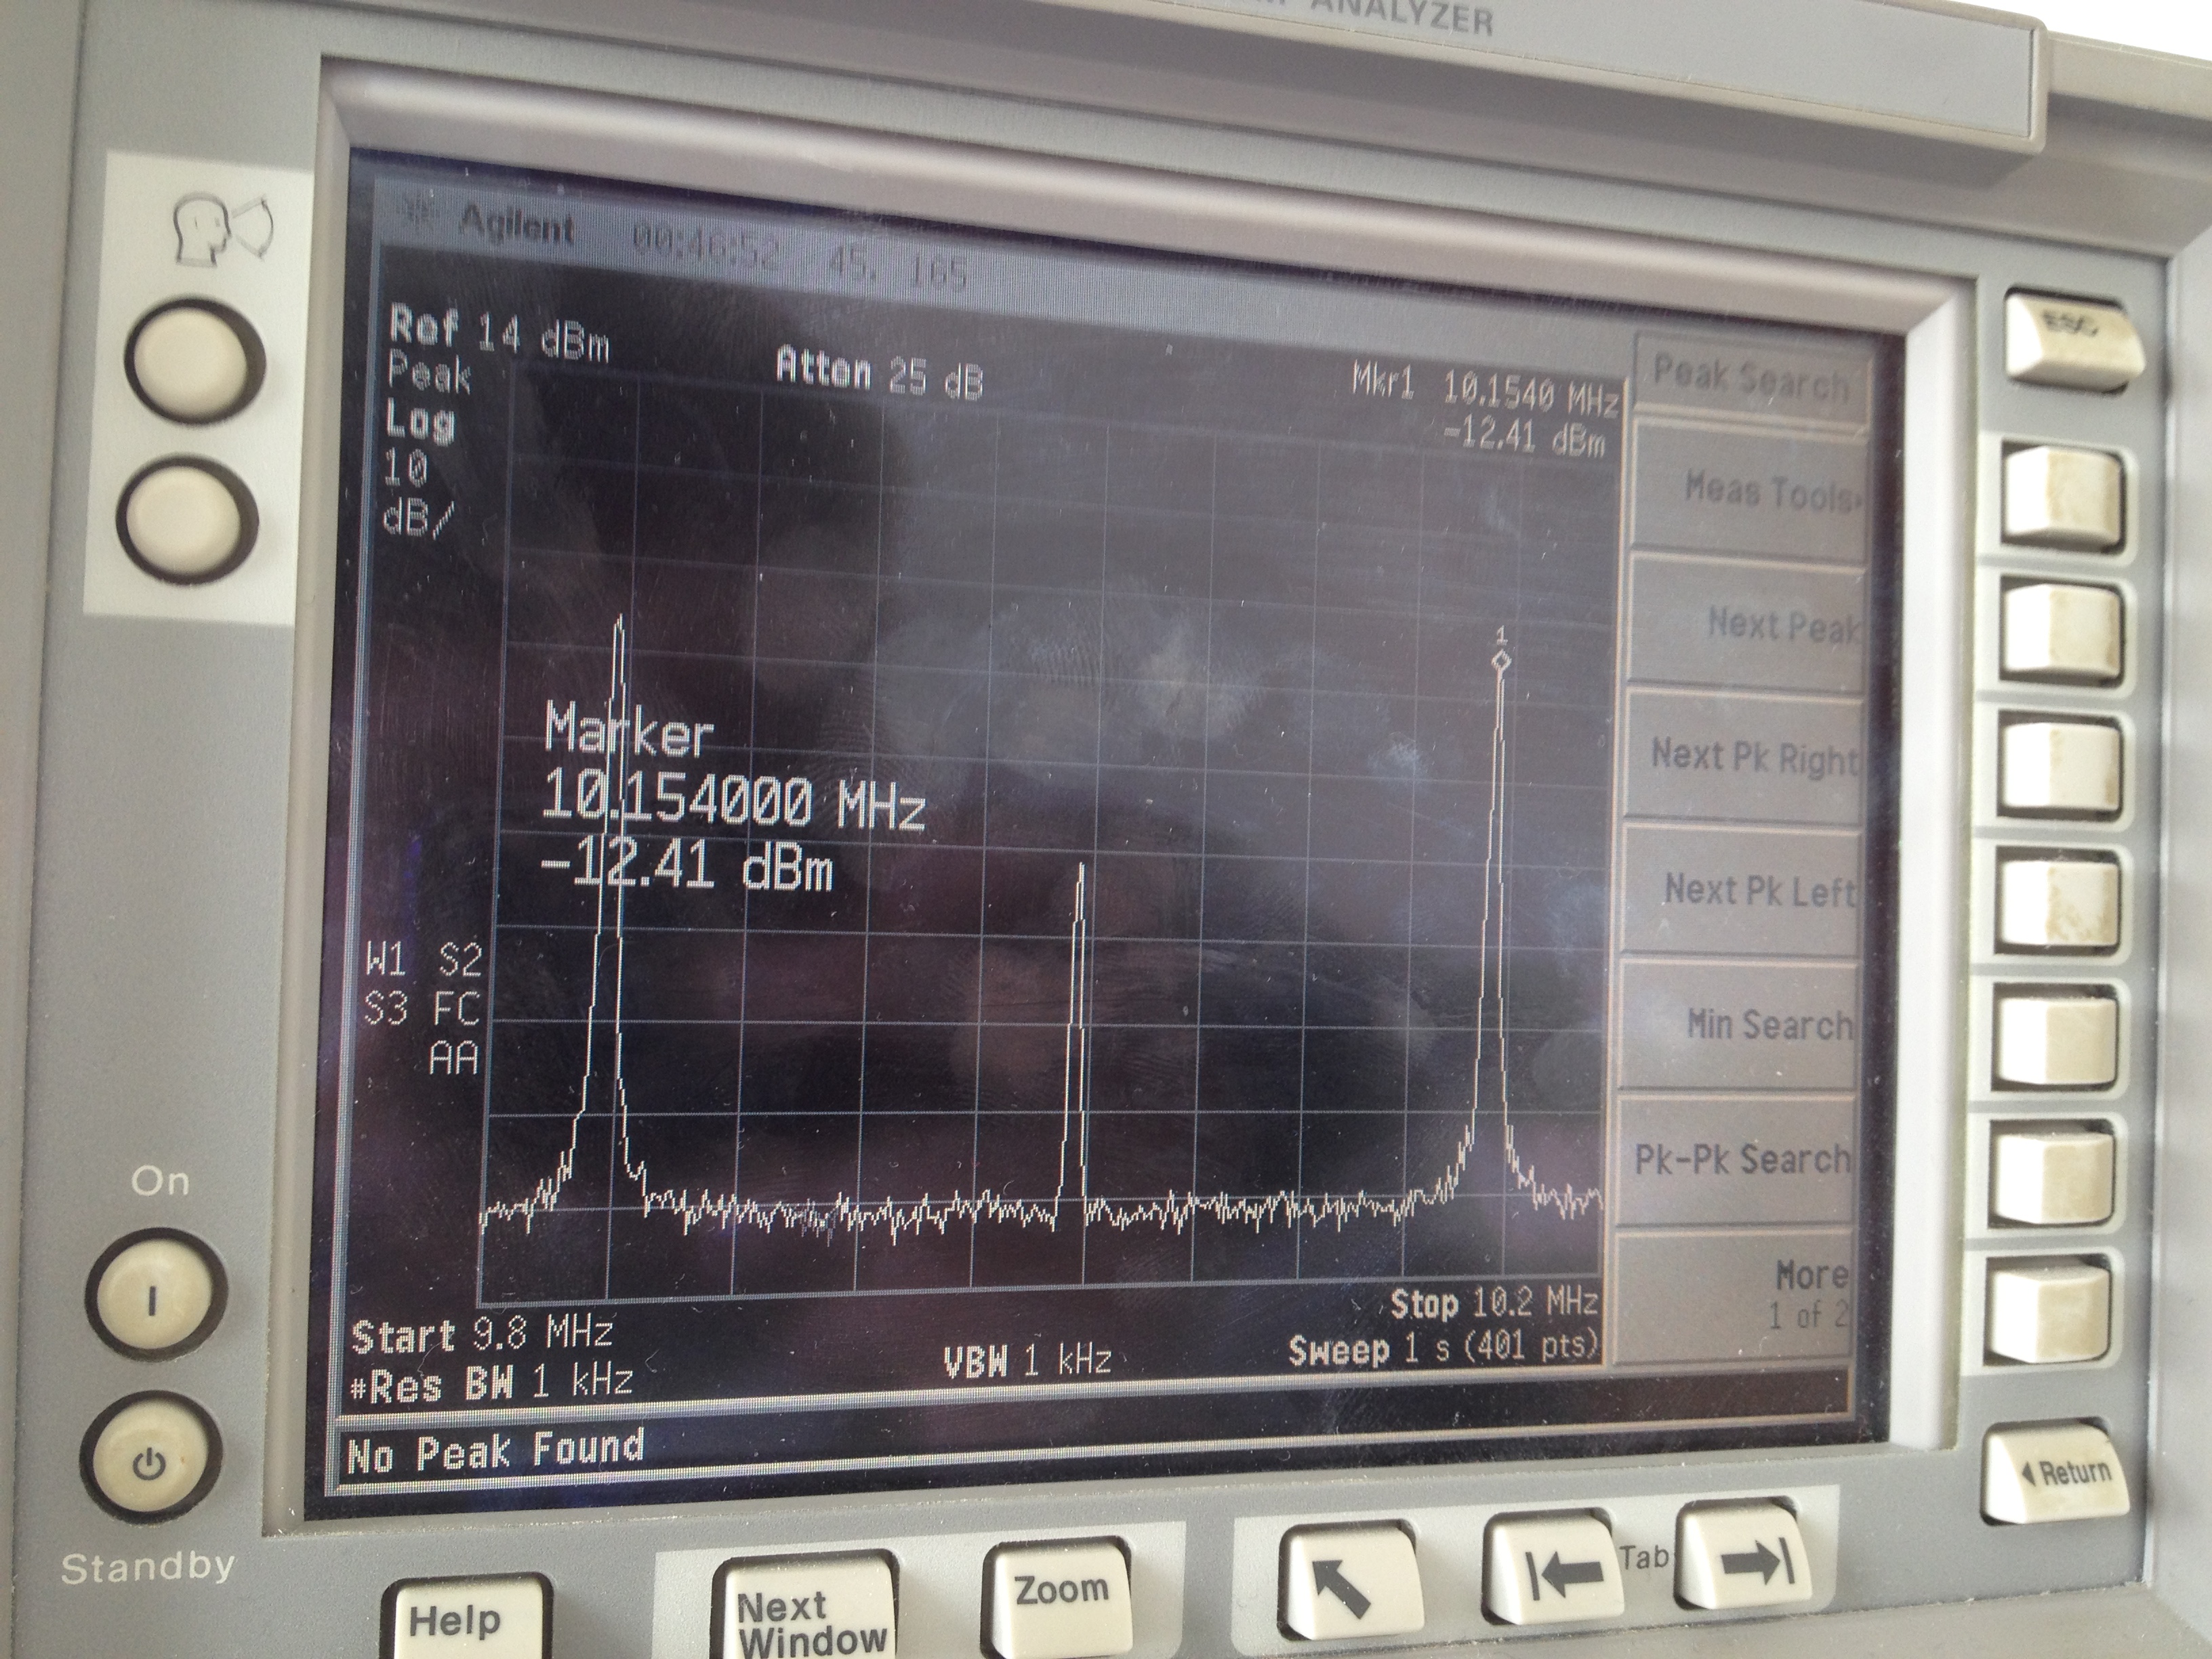 ANALYZER
Agilent 00:46:52 45, 165
Ref 14 dBm
Atten 25 dB
Mkr1 10.1540 MHz
-12.41 dBm
Peak
Log
10
dB/
1
Marker
10.154000 MHz
-12.41 dBm
W1 S2
S3 FC
AA
Start 9.8 MHz
Stop 10.2 MHz
#Res BW 1 kHz
VBW 1 kHz
Sweep 1 s (401 pts)
No Peak Found
Peak Search
Meas Tools
Next Peak
Next Pk Right
Next Pk Left
Min Search
Pk-Pk Search
More
1 of 2
ESC
Return
On
Standby
Help
Next
Window
Zoom
Tab